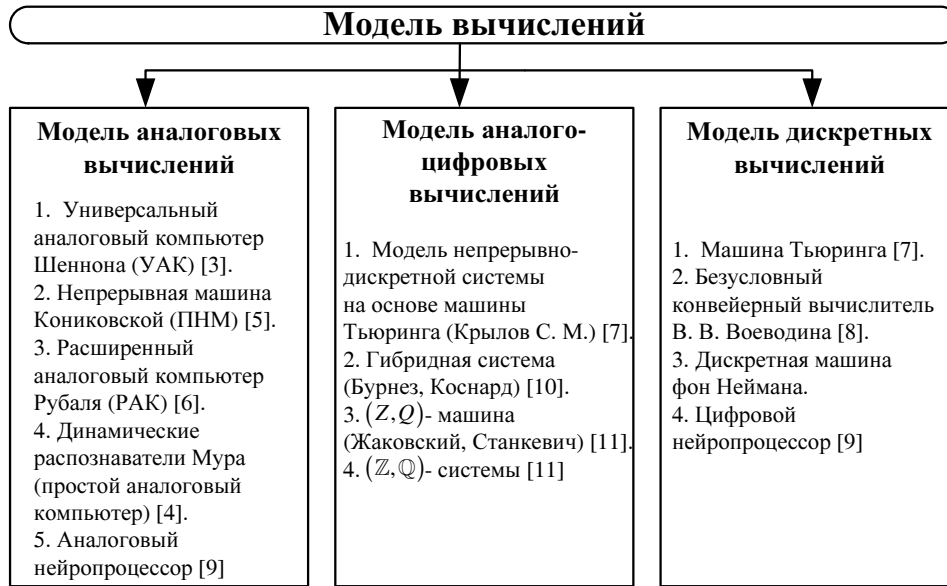 Модель вычислений
Модель аналоговых
вычислений
1. Универсальный
аналоговый компьютер
Шеннона (УАК) [3].
2. Непрерывная машина
Кониковской (ПНМ) [5].
3. Расширенный
аналоговый компьютер
Рубаля (РАК) [6].
4. Динамические
распознаватели Мура
(простой аналоговый
компьютер) [4].
5. Аналоговый
нейропроцессор [9]
Модель аналого-
цифровых
вычислений
1. Модель непрерывно-
дискретной системы
на основе машины
Тьюринга (Крылов С. М.) [7].
2. Гибридная система
(Бурнез, Коснард) [10].
3. (Z,Q)- машина
(Жаковский, Станкевич) [11].
4. (ℤ,ℚ)- системы [11]
Модель дискретных
вычислений
1. Машина Тьюринга [7].
2. Безусловный
конвейерный вычислитель
В. В. Воеводина [8].
3. Дискретная машина
фон Неймана.
4. Цифровой
нейропроцессор [9]